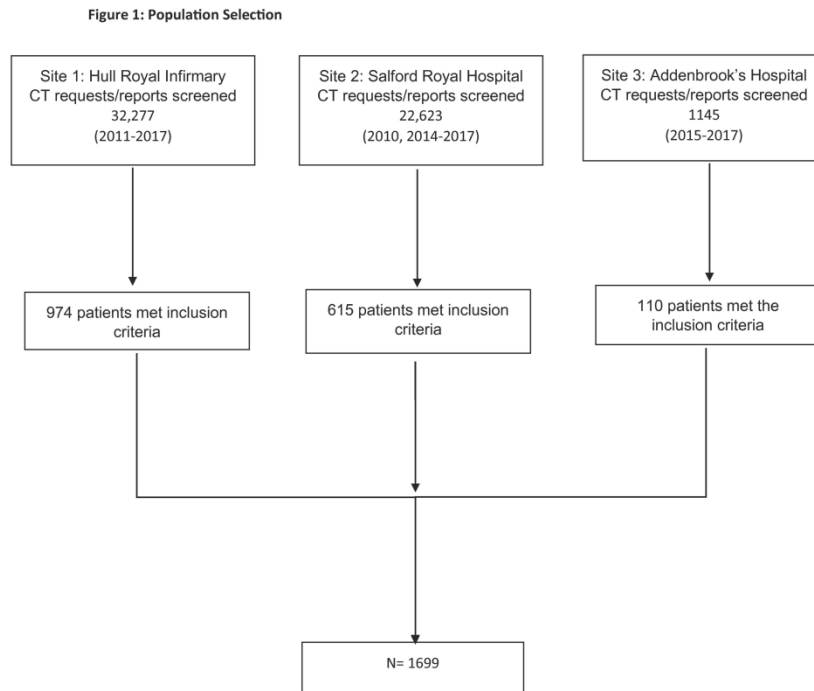 Figure 1: Population Selection
Site 1: Hull Royal Infirmary
CT requests/reports screened
32,277
(2011-2017)
Site 2: Salford Royal Hospital
CT requests/reports screened
22,623
(2010, 2014-2017)
Site 3: Addenbrook’s Hospital
CT requests/reports screened
1145
(2015-2017)
974 patients met inclusion
criteria
615 patients met inclusion
criteria
110 patients met the
inclusion criteria
N= 1699